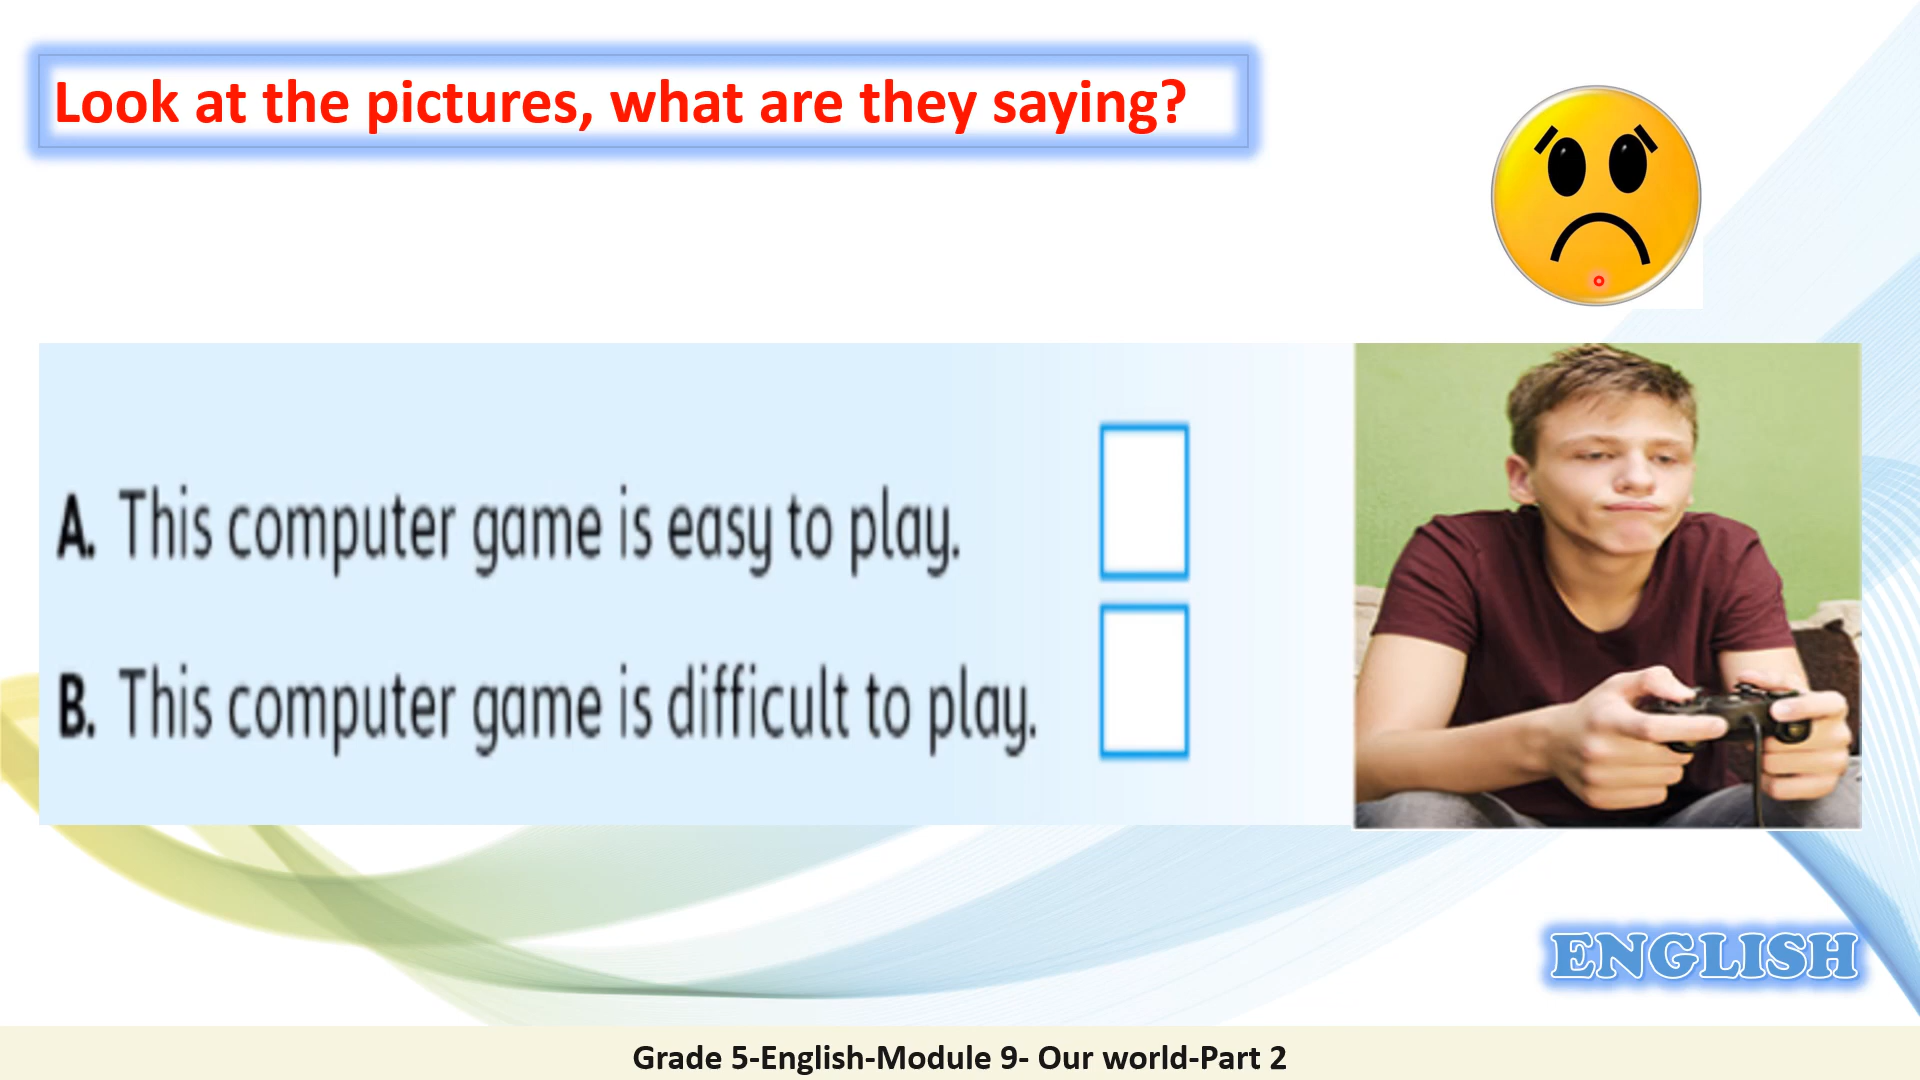 Look at the pictures, what are they saying?
A. This computer game is easy to play.
B. This computer game is difficult to play.
ENGLISH
Grade 5-English-Module 9- Our world-Part 2